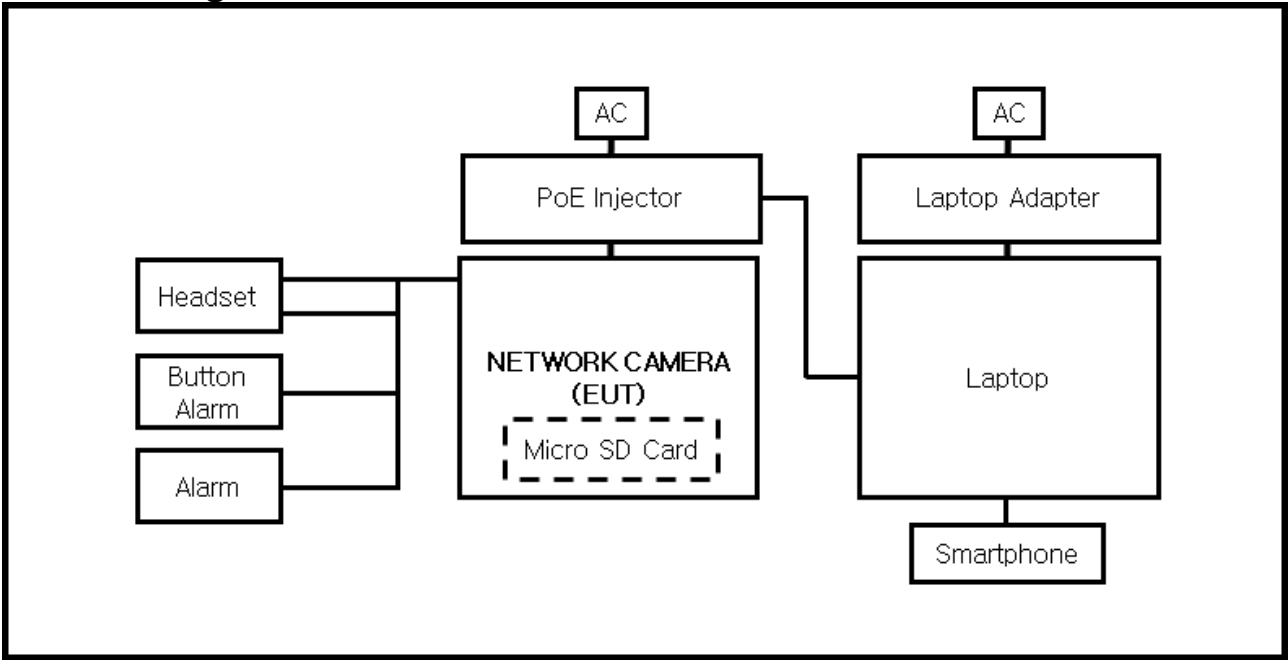 AC
AC
PoE Injector
Laptop Adapter
Headset
NETWORK CAMERA
(EUT)
Button
Alarm
Laptop
Micro SD Card
Alarm
Smartphone